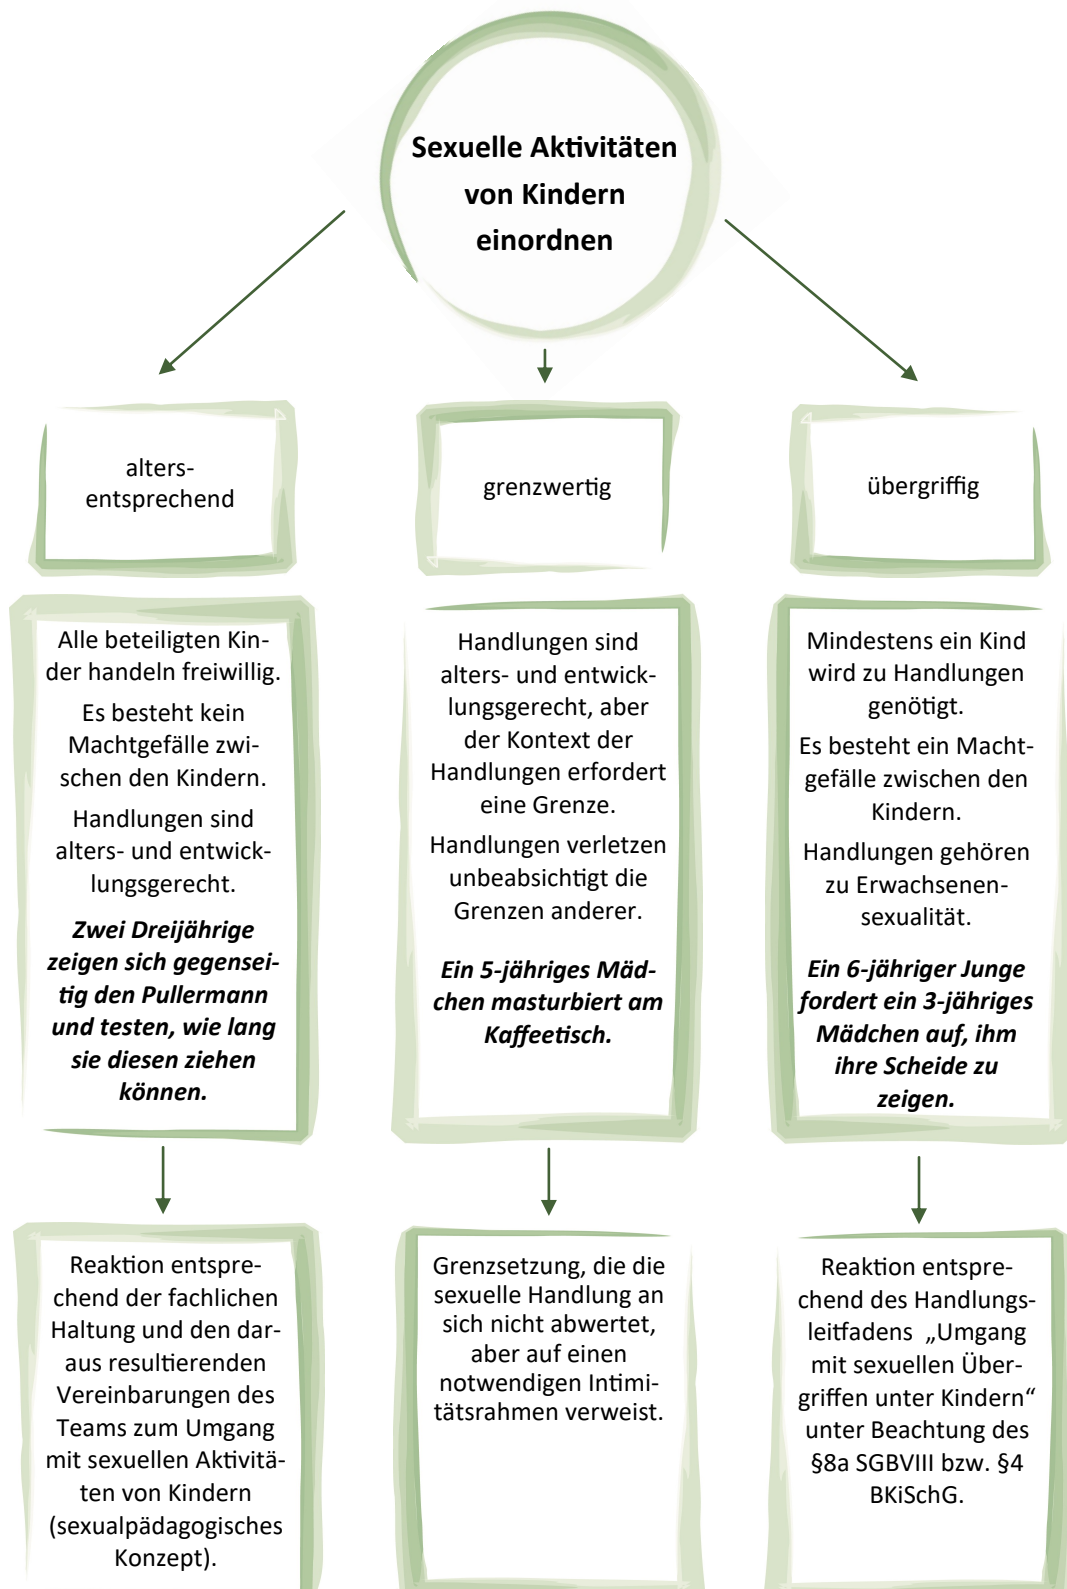 Sexuelle Aktivitäten
von Kindern
einordnen
alters-
entsprechend
grenzwertig
übergriffig
Alle beteiligten Kin-
der handeln freiwillig.
Es besteht kein
Machtgefälle zwi-
schen den Kindern.
Handlungen sind
alters- und entwick-
lungsgerecht.
Zwei Dreijährige
zeigen sich gegensei-
tig den Pullermann
und testen, wie lang
sie diesen ziehen
können.
Handlungen sind
alters- und entwick-
lungsgerecht, aber
der Kontext der
Handlungen erfordert
eine Grenze.
Handlungen verletzen
unbeabsichtigt die
Grenzen anderer.
Ein 5-jähriges Mäd-
chen masturbiert am
Kaffeetisch.
Mindestens ein Kind
wird zu Handlungen
genötigt.
Es besteht ein Macht-
gefälle zwischen den
Kindern.
Handlungen gehören
zu Erwachsenen-
sexualität.
Ein 6-jähriger Junge
fordert ein 3-jähriges
Mädchen auf, ihm
ihre Scheide zu
zeigen.
Reaktion entspre-
chend der fachlichen
Haltung und den dar-
aus resultierenden
Vereinbarungen des
Teams zum Umgang
mit sexuellen Aktivitä-
ten von Kindern
(sexualpädagogisches
Konzept).
Grenzsetzung, die die
sexuelle Handlung an
sich nicht abwertet,
aber auf einen
notwendigen Intimi-
tätsrahmen verweist.
Reaktion entspre-
chend des Handlungs-
leitfadens „Umgang
mit sexuellen Über-
griffen unter Kindern“
unter Beachtung des
§8a SGBVIII bzw. §4
BKiSchG.